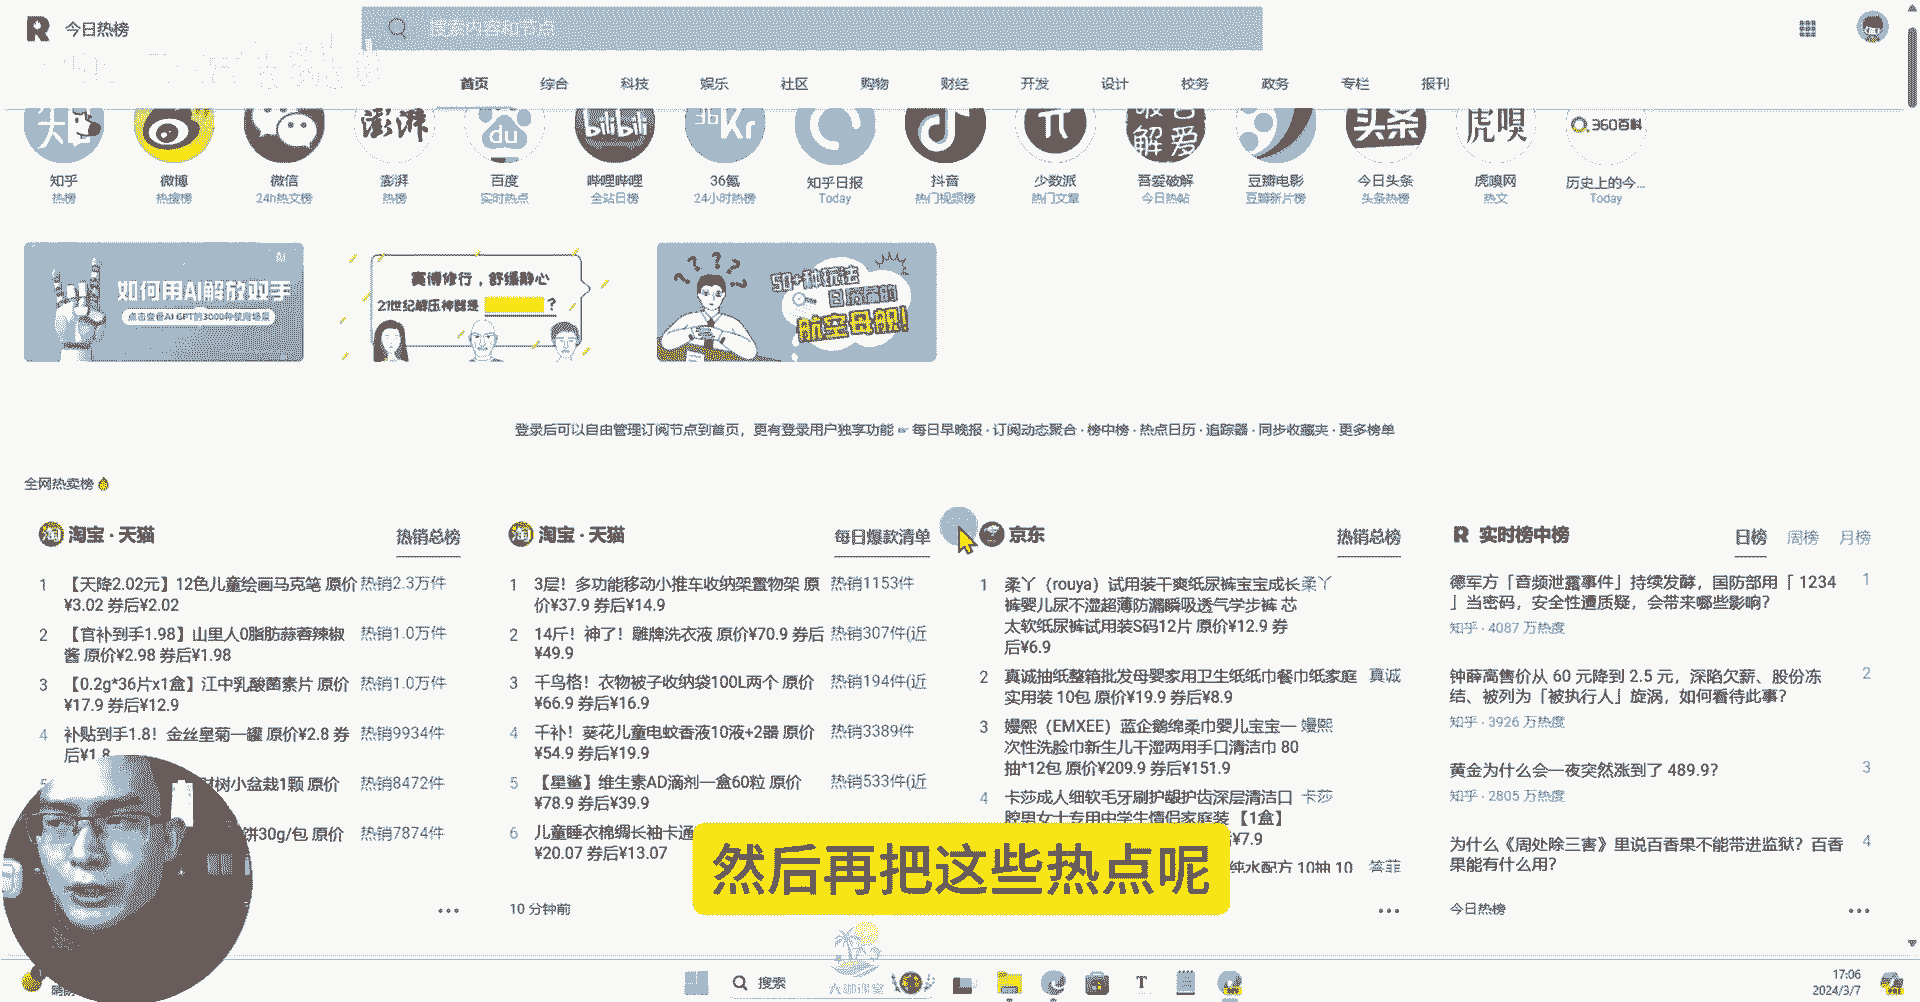 今日热榜
搜索内容和节点
首页 综合 科技 娱乐 社区 购物 财经 开发 设计 校务 政务 专栏 报刊
澎湃 du bilibili 36Kr 头条 虎嗅 360百科
知乎 微博 微信 澎湃 百度 哔哩哔哩 36氪 知乎日报 抖音 少数派 吾爱破解 豆瓣电影 今日头条 虎嗅网 历史上的今...
热榜 热搜榜 24h热文榜 热榜 实时热点 全站日榜 24小时热榜 Today 热门视频榜 热门文章 今日热帖 豆瓣新片榜 头条热榜 热文 Today
AI
如何用AI解放双手
点击查看AI GPT的3000种使用场景
赛博修行，舒缓静心
21世纪解压神器是 ？
50+种玩法
航空母舰!
登录后可以自由管理订阅节点到首页，更有登录用户独享功能 ☞ 每日早晚报 · 订阅动态聚合 · 榜中榜 · 热点日历 · 追踪器 · 同步收藏夹 · 更多榜单
全网热卖榜
淘宝 · 天猫 热销总榜
1 【天降2.02元】12色儿童绘画马克笔 原价 热销2.3万件
¥3.02 券后¥2.02
2 【官补到手1.98】山里人0脂肪蒜蓉辣椒 热销1.0万件
酱 原价¥2.98 券后¥1.98
3 【0.2g*36片x1盒】江中乳酸菌素片 原价 热销1.0万件
¥17.9 券后¥12.9
4 补贴到手1.8！金丝皇菊一罐 原价¥2.8 券 热销9934件
后¥1.8
5 财树小盆栽1颗 原价 热销8472件
饼30g/包 原价 热销7874件
淘宝 · 天猫 每日爆款清单
1 3层！多功能移动小推车收纳架置物架 原 热销1153件
价¥37.9 券后¥14.9
2 14斤！神了！雕牌洗衣液 原价¥70.9 券后 热销307件(近
¥49.9
3 千鸟格！衣物被子收纳袋100L两个 原价 热销194件(近
¥66.9 券后¥16.9
4 千补！葵花儿童电蚊香液10液+2器 原价 热销3389件
¥54.9 券后¥19.9
5 【星鲨】维生素AD滴剂一盒60粒 原价 热销533件(近
¥78.9 券后¥39.9
6 儿童睡衣棉绸长袖卡通
¥20.07 券后¥13.07
10 分钟前
京东 热销总榜
1 柔丫（rouya）试用装干爽纸尿裤宝宝成长 柔丫
裤婴儿尿不湿超薄防漏瞬吸透气学步裤 芯
太软纸尿裤试用装S码12片 原价¥12.9 券
后¥6.9
2 真诚抽纸整箱批发母婴家用卫生纸纸巾餐巾纸家庭 真诚
实用装 10包 原价¥19.9 券后¥8.9
3 嫚熙（EMXEE）蓝企鹅绵柔巾婴儿宝宝一 嫚熙
次性洗脸巾新生儿干湿两用手口清洁巾 80
抽*12包 原价¥209.9 券后¥151.9
4 卡莎成人细软毛牙刷护龈护齿深层清洁口 卡莎
腔男女士专用中学生情侣家庭装 【1盒】
¥7.9
纯水配方 10抽 10 答菲
实时榜中榜 日榜 周榜 月榜
德军方「音频泄露事件」持续发酵，国防部用「 1234 1
」当密码，安全性遭质疑，会带来哪些影响？
知乎 · 4087 万热度
钟薛高售价从 60 元降到 2.5 元，深陷欠薪、股份冻 2
结、被列为「被执行人」旋涡，如何看待此事？
知乎 · 3926 万热度
黄金为什么会一夜突然涨到了 489.9？ 3
知乎 · 2805 万热度
为什么《周处除三害》里说百香果不能带进监狱？百香 4
果能有什么用？
今日热榜
然后再把这些热点呢
搜索
17:06
2024/3/7